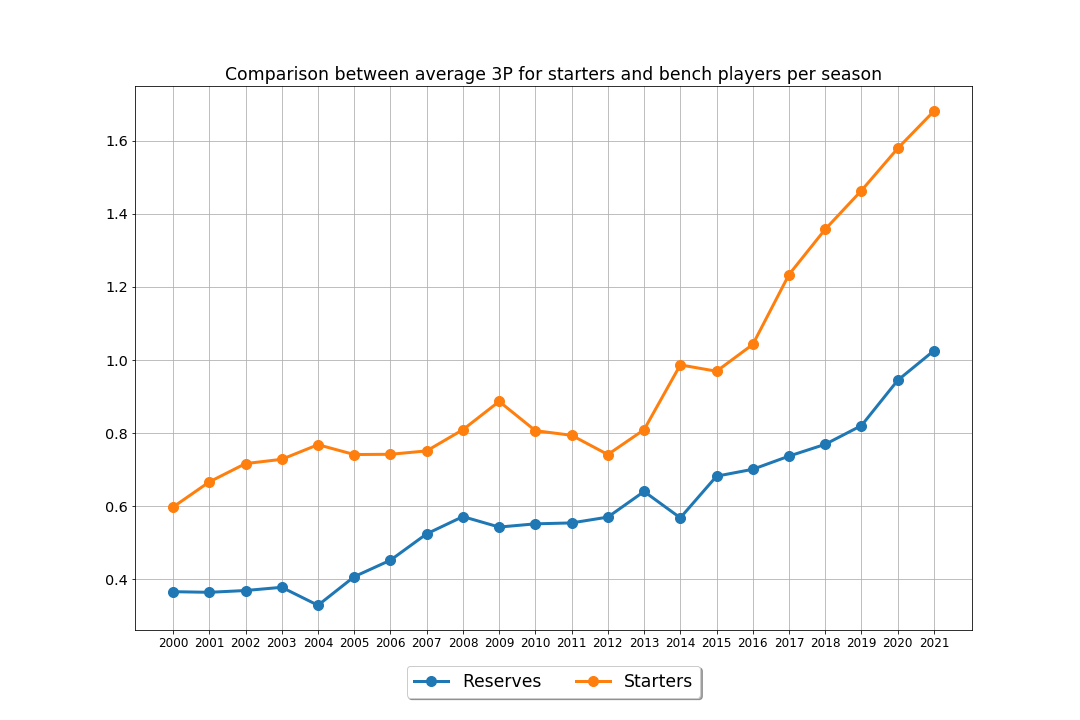 Comparison between average 3P for starters and bench players per season
1.6
1.4
1.2
1.0
0.8
0.6
0.4
2000 2001 2002 2003 2004 2005 2006 2007 2008 2009 2010 2011 2012 2013 2014 2015 2016 2017 2018 2019 2020 2021
Reserves Starters